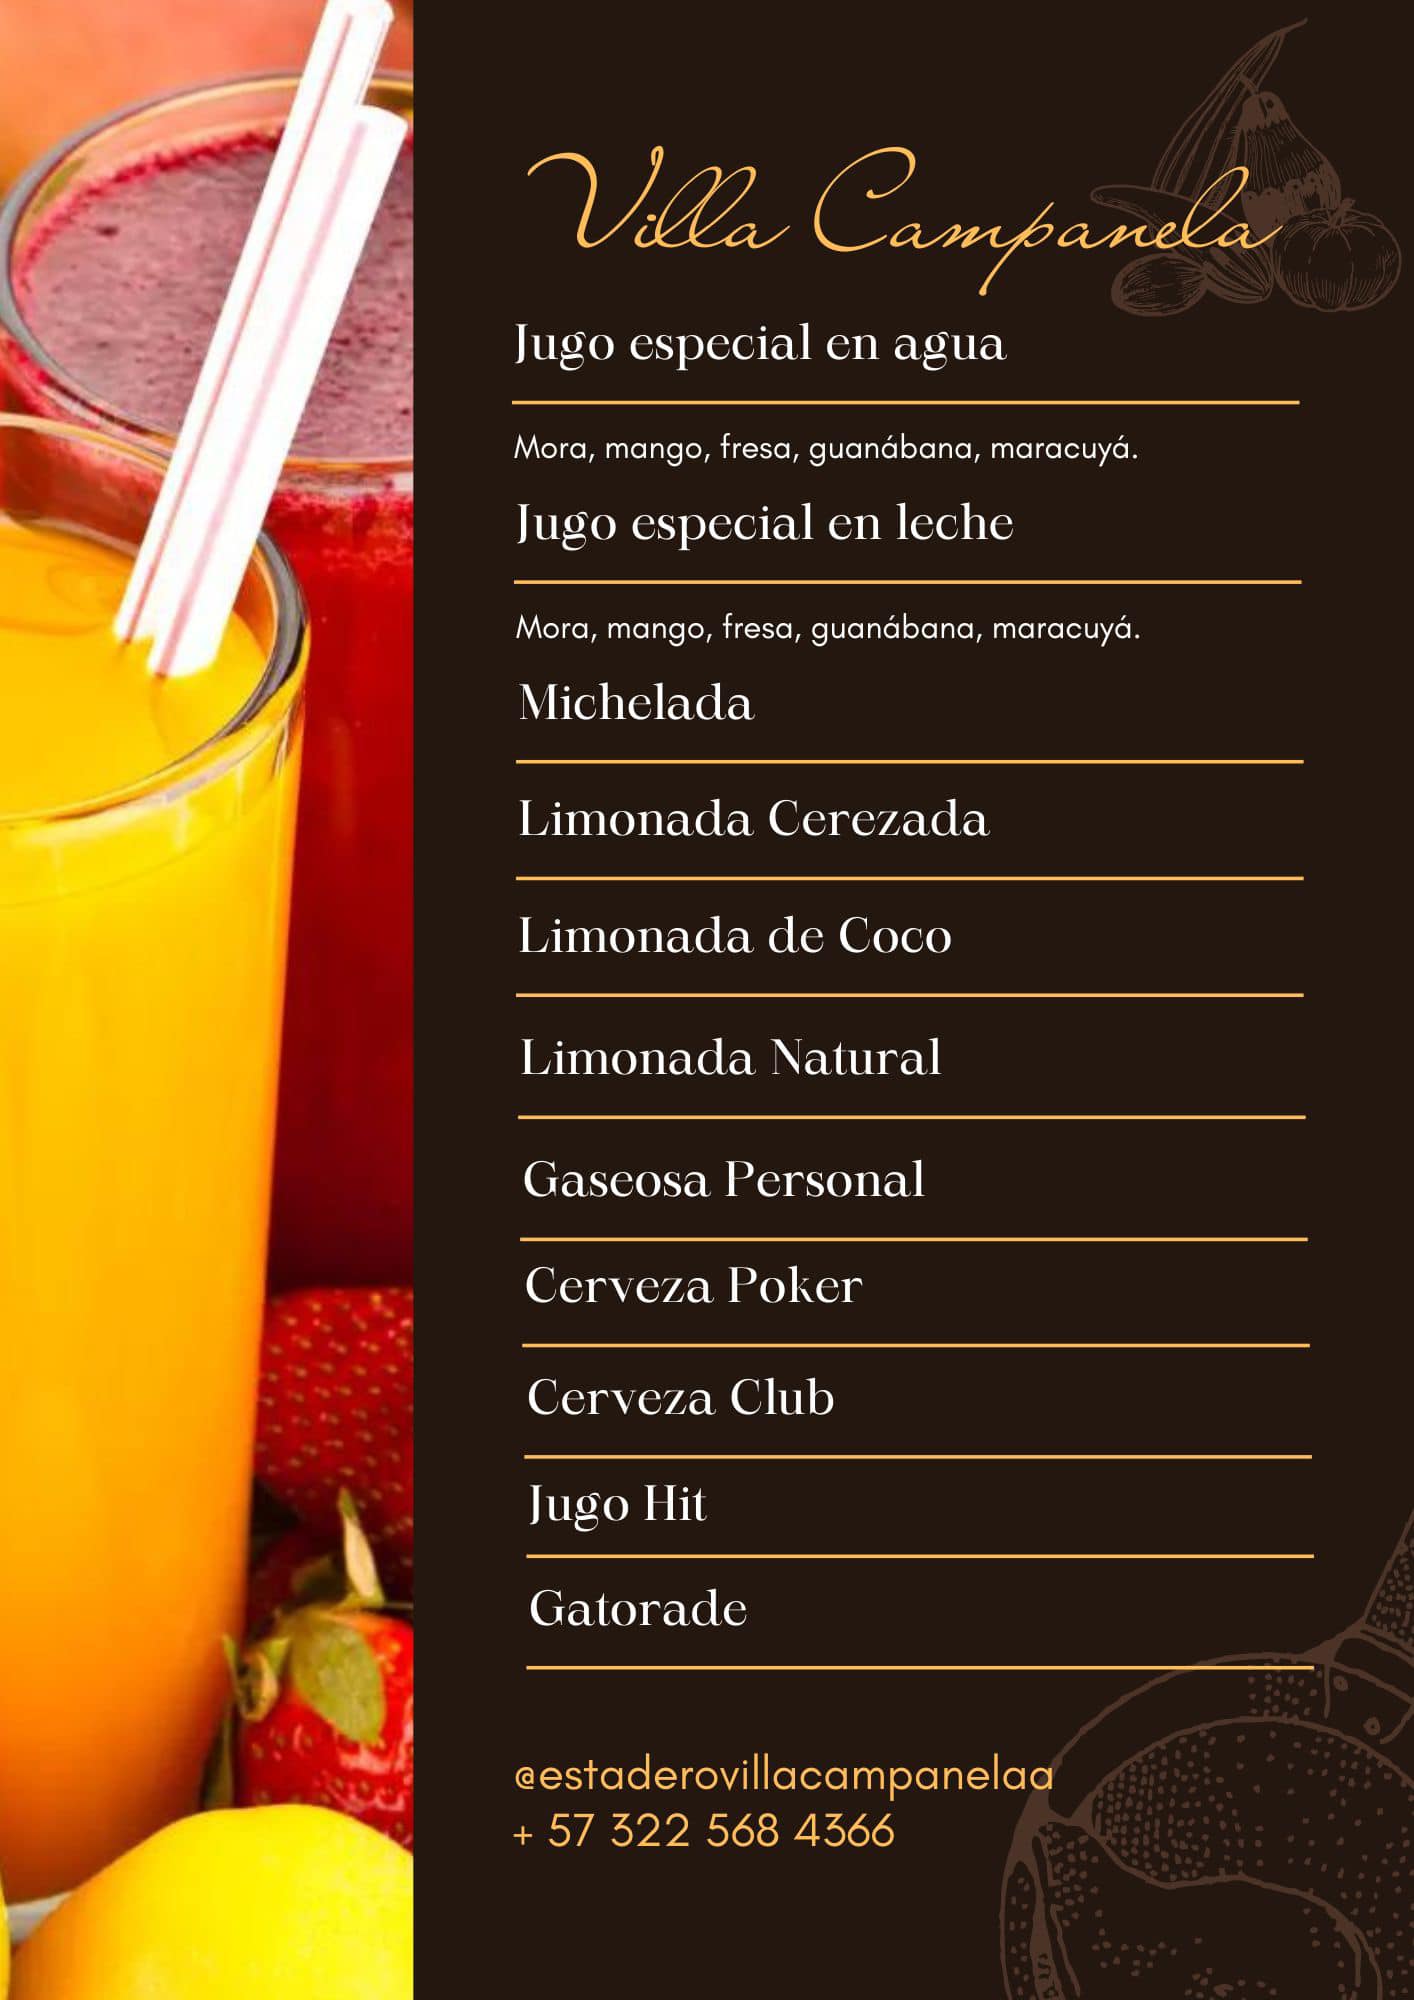 Villa Campanela
Jugo especial en agua
Mora, mango, fresa, guanábana, maracuyá.
Jugo especial en leche
Mora, mango, fresa, guanábana, maracuyá.
Michelada
Limonada Cerezada
Limonada de Coco
Limonada Natural
Gaseosa Personal
Cerveza Poker
Cerveza Club
Jugo Hit
Gatorade
@estaderovillacampanelaa
+ 57 322 568 4366